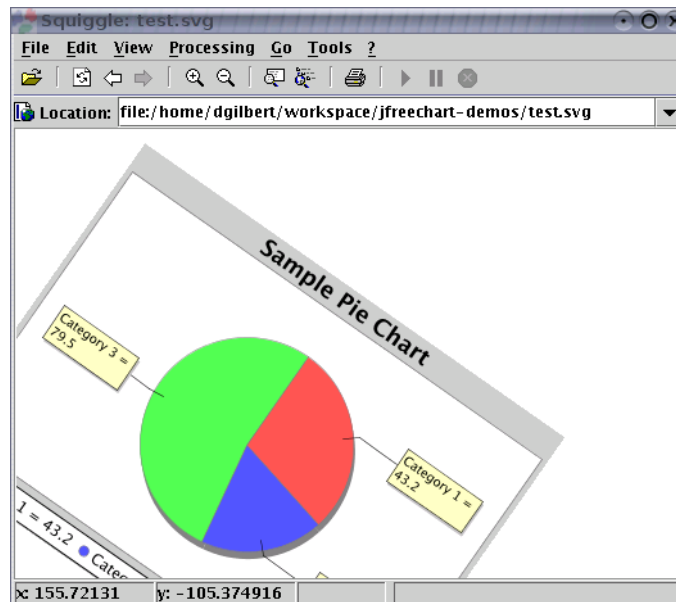 Squiggle: test.svg
File Edit View Processing Go Tools ?
Location: file:/home/dgilbert/workspace/jfreechart-demos/test.svg
Sample Pie Chart
Category 3 =
79.5
Category 1 =
43.2
1 = 43.2
x: 155.72131 y: -105.374916